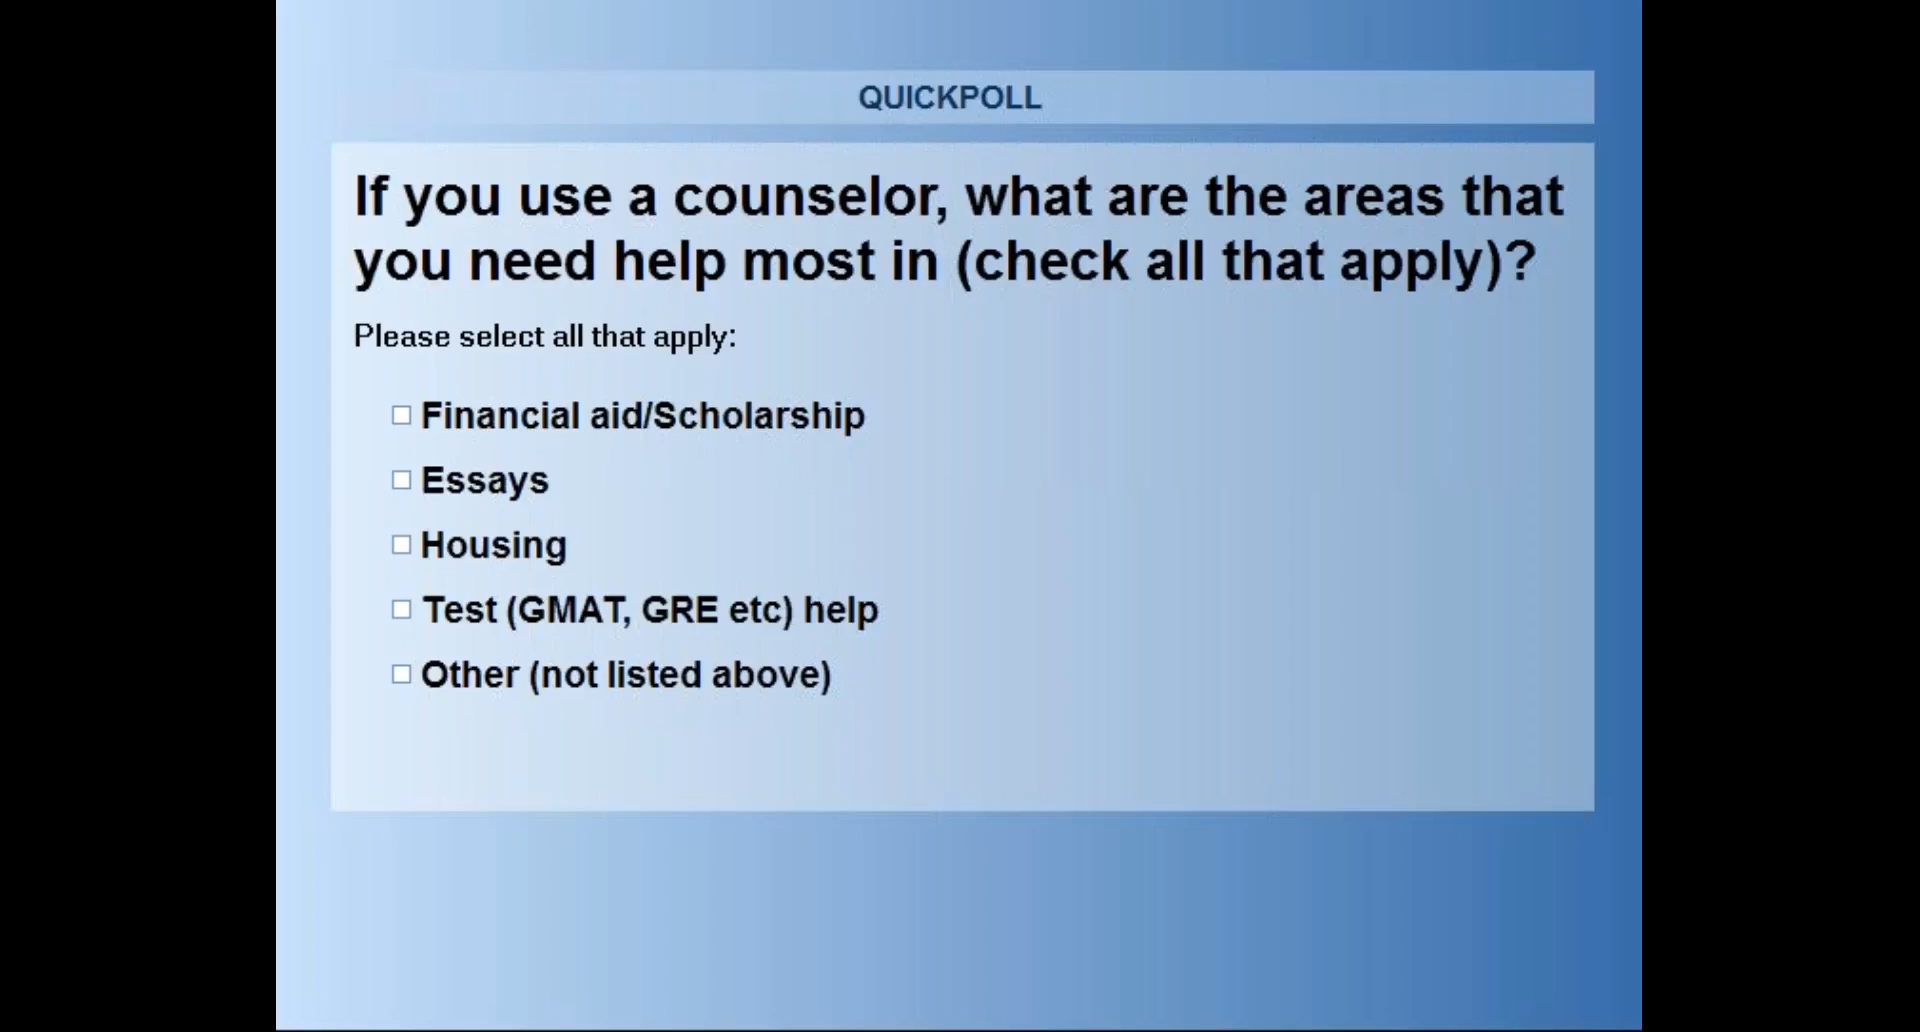 QUICKPOLL
If you use a counselor, what are the areas that
you need help most in (check all that apply)?
Please select all that apply:
Financial aid/Scholarship
Essays
Housing
Test (GMAT, GRE etc) help
Other (not listed above)